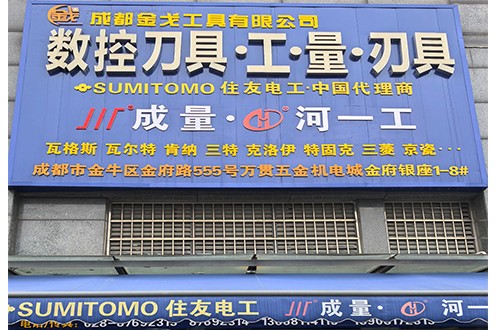 金戈 成都金戈工具有限公司
数控刀具·工·量·刃具
SUMITOMO 住友电工·中国代理商
成量·河一工
瓦格斯 瓦尔特 肯纳 三特 克洛伊 特固克 三菱 京瓷···
成都市金牛区金府路555号万贯五金机电城金府银座1-8#
SUMITOMO 住友电工 成量·